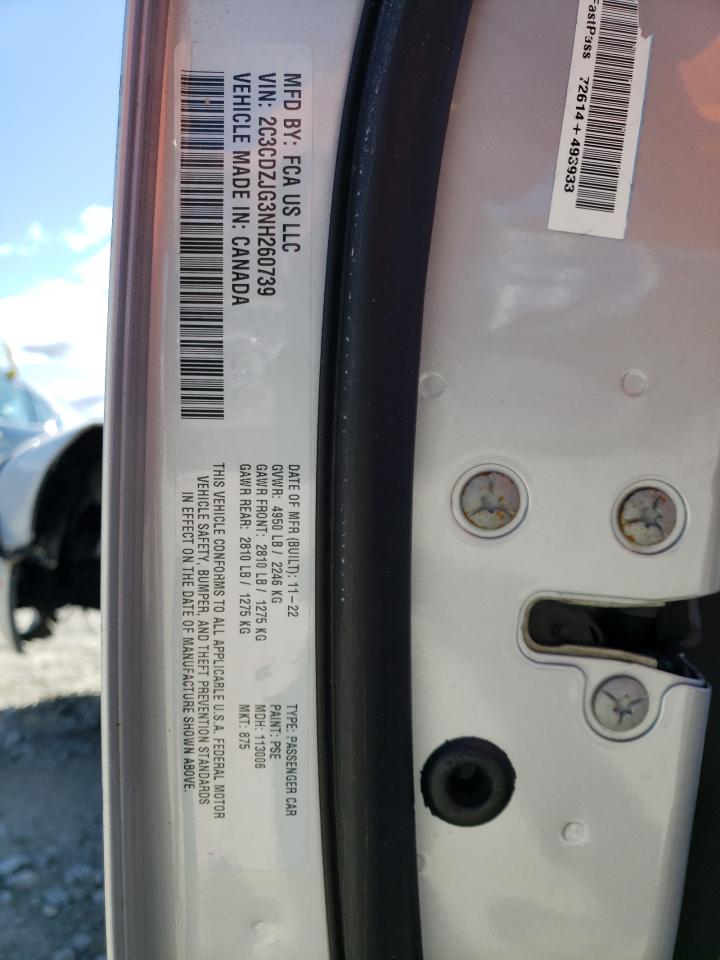 MFD BY: FCA US LLC
VIN: 2C3CDZJG3NH260739
VEHICLE MADE IN: CANADA
DATE OF MFR (BUILT): 11-22
GVWR: 4950 LB / 2246 KG
GAWR FRONT: 2810 LB / 1275 KG
GAWR REAR: 2810 LB / 1275 KG
TYPE: PASSENGER CAR
PAINT: PSE
MDH: 113006
MKT: 875
THIS VEHICLE CONFORMS TO ALL APPLICABLE U.S.A. FEDERAL MOTOR
VEHICLE SAFETY, BUMPER, AND THEFT PREVENTION STANDARDS
IN EFFECT ON THE DATE OF MANUFACTURE SHOWN ABOVE.
FastPass 72614+493933